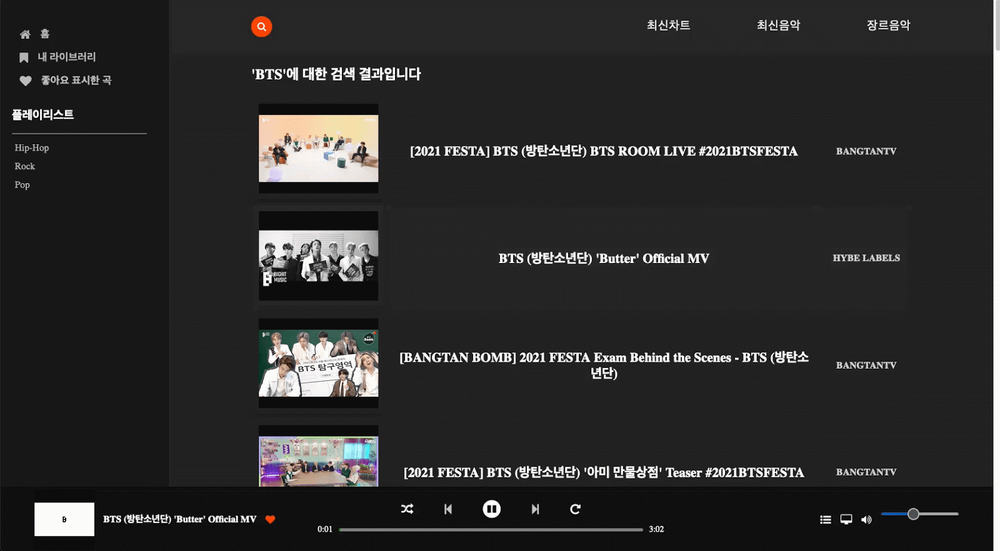 홈
내 라이브러리
좋아요 표시한 곡
플레이리스트
Hip-Hop
Rock
Pop
최신차트
최신음악
장르음악
'BTS'에 대한 검색 결과입니다
[2021 FESTA] BTS (방탄소년단) BTS ROOM LIVE #2021BTSFESTA
BANGTANTV
BIGHIT
MUSIC
BTS (방탄소년단) 'Butter' Official MV
HYBE LABELS
BTS 탐구영역
[BANGTAN BOMB] 2021 FESTA Exam Behind the Scenes - BTS (방탄소
년단)
BANGTANTV
[2021 FESTA] BTS (방탄소년단) '아미 만물상점' Teaser #2021BTSFESTA
BANGTANTV
BTS (방탄소년단) 'Butter' Official MV
0:01
3:02